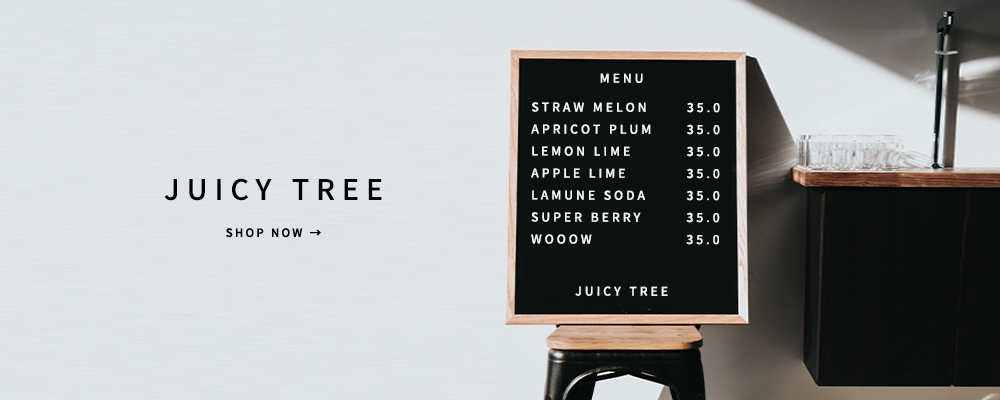 JUICY TREE
SHOP NOW →
MENU
STRAW MELON 35.0
APRICOT PLUM 35.0
LEMON LIME 35.0
APPLE LIME 35.0
LAMUNE SODA 35.0
SUPER BERRY 35.0
WOOOW 35.0
JUICY TREE